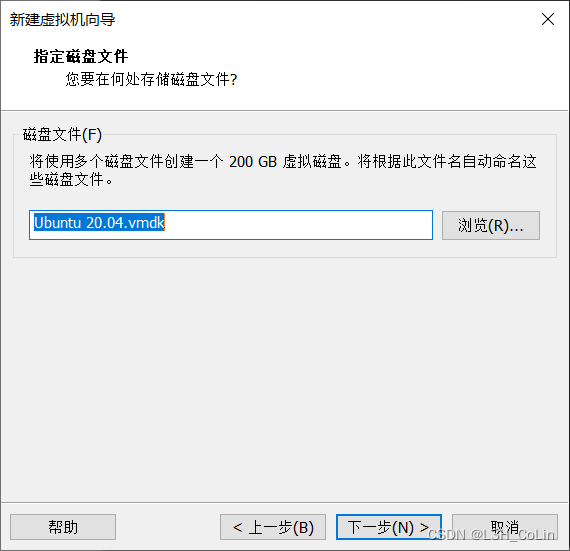 新建虚拟机向导
指定磁盘文件
您要在何处存储磁盘文件?
磁盘文件(F)
将使用多个磁盘文件创建一个 200 GB 虚拟磁盘。将根据此文件名自动命名这
些磁盘文件。
Ubuntu 20.04.vmdk
浏览(R)...
帮助
< 上一步(B)
下一步(N) >
取消
CSDN @L3H_CoLin